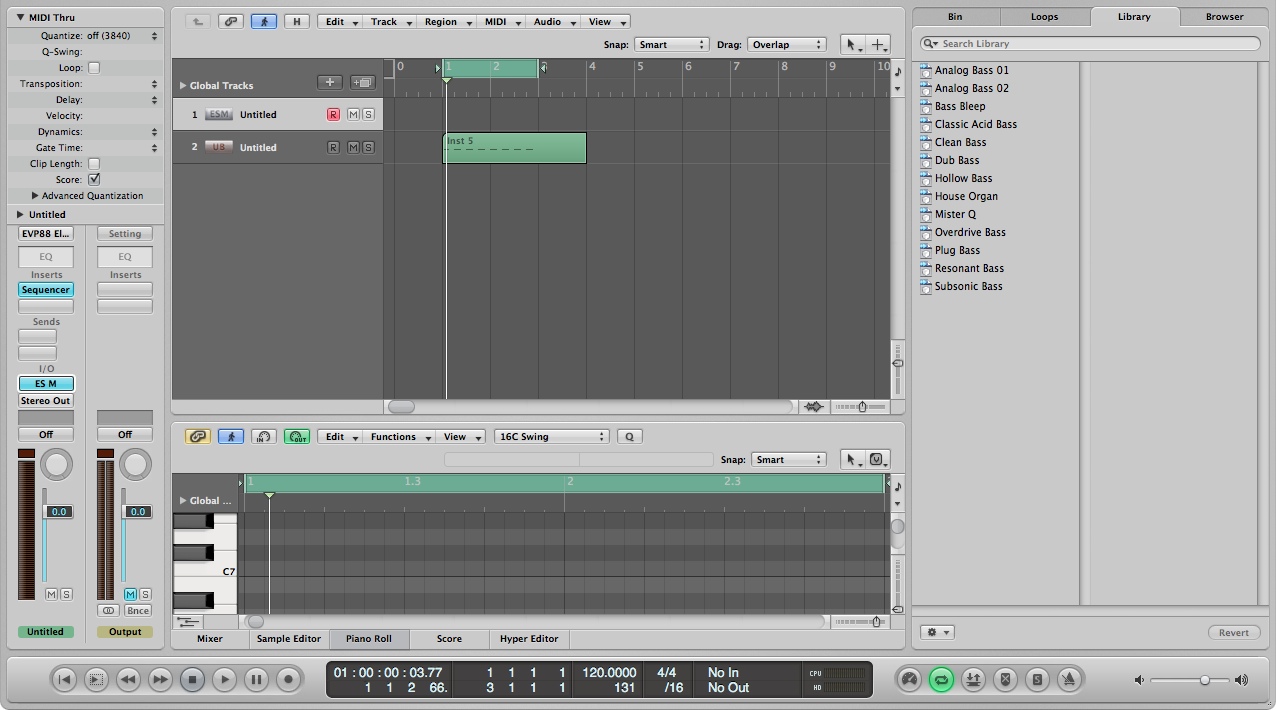 MIDI Thru
Quantize: off (3840)
Q-Swing:
Loop:
Transposition:
Delay:
Velocity:
Dynamics:
Gate Time:
Clip Length:
Score:
Advanced Quantization
Untitled
EVP88 El... Setting
EQ EQ
Inserts Inserts
Sequencer
Sends
I/O
ES M
Stereo Out
Off Off
0.0 0.0
M S M S
Bnce
Untitled Output
H Edit Track Region MIDI Audio View
Snap: Smart Drag: Overlap
0 1 2 3 4 5 6 7 8 9 10
Global Tracks
1 ESM Untitled R M S
2 U8 Untitled R M S
Inst 5
IN OUT Edit Functions View 16C Swing Q
Snap: Smart
1 1.3 2 2.3
Global ...
C7
Mixer Sample Editor Piano Roll Score Hyper Editor
Bin Loops Library Browser
Search Library
Analog Bass 01
Analog Bass 02
Bass Bleep
Classic Acid Bass
Clean Bass
Dub Bass
Hollow Bass
House Organ
Mister Q
Overdrive Bass
Plug Bass
Resonant Bass
Subsonic Bass
Revert
01 : 00 : 00 : 03.77 1 1 1 1 120.0000 4/4 No In CPU
1 1 2 66. 3 1 1 1 131 /16 No Out HD
S